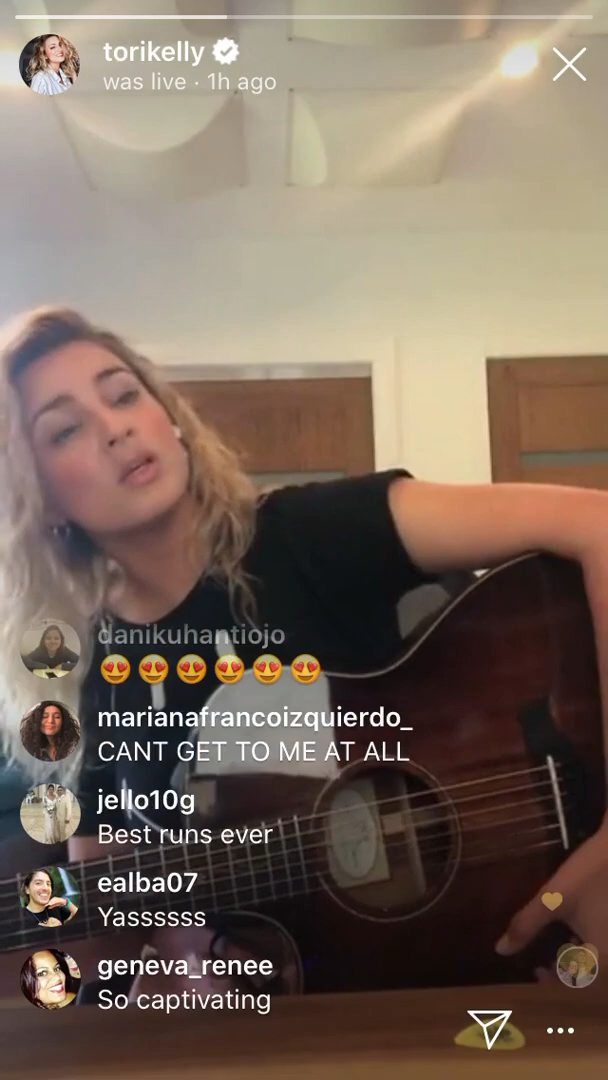 torikelly
was live · 1h ago
danikuhantiojo
😍😍😍😍😍😍
marianafrancoizquierdo_
CANT GET TO ME AT ALL
jello10g
Best runs ever
ealba07
Yassssss
geneva_renee
So captivating